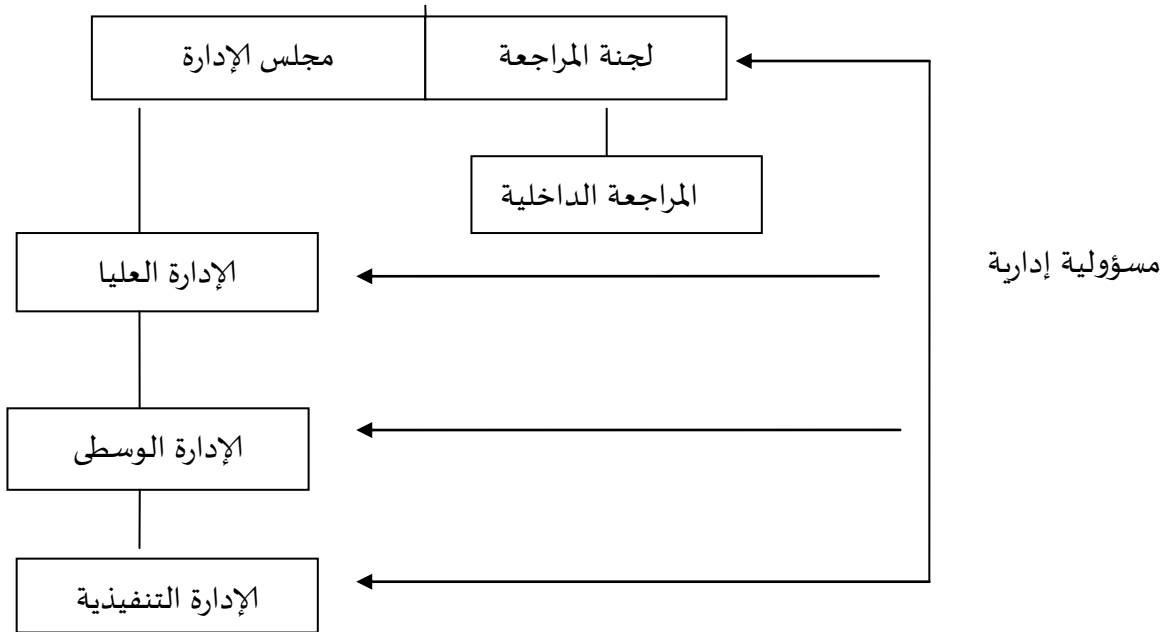 لجنة المراجعة
مجلس الإدارة
المراجعة الداخلية
الإدارة العليا
مسؤولية إدارية
الإدارة الوسطى
الإدارة التنفيذية